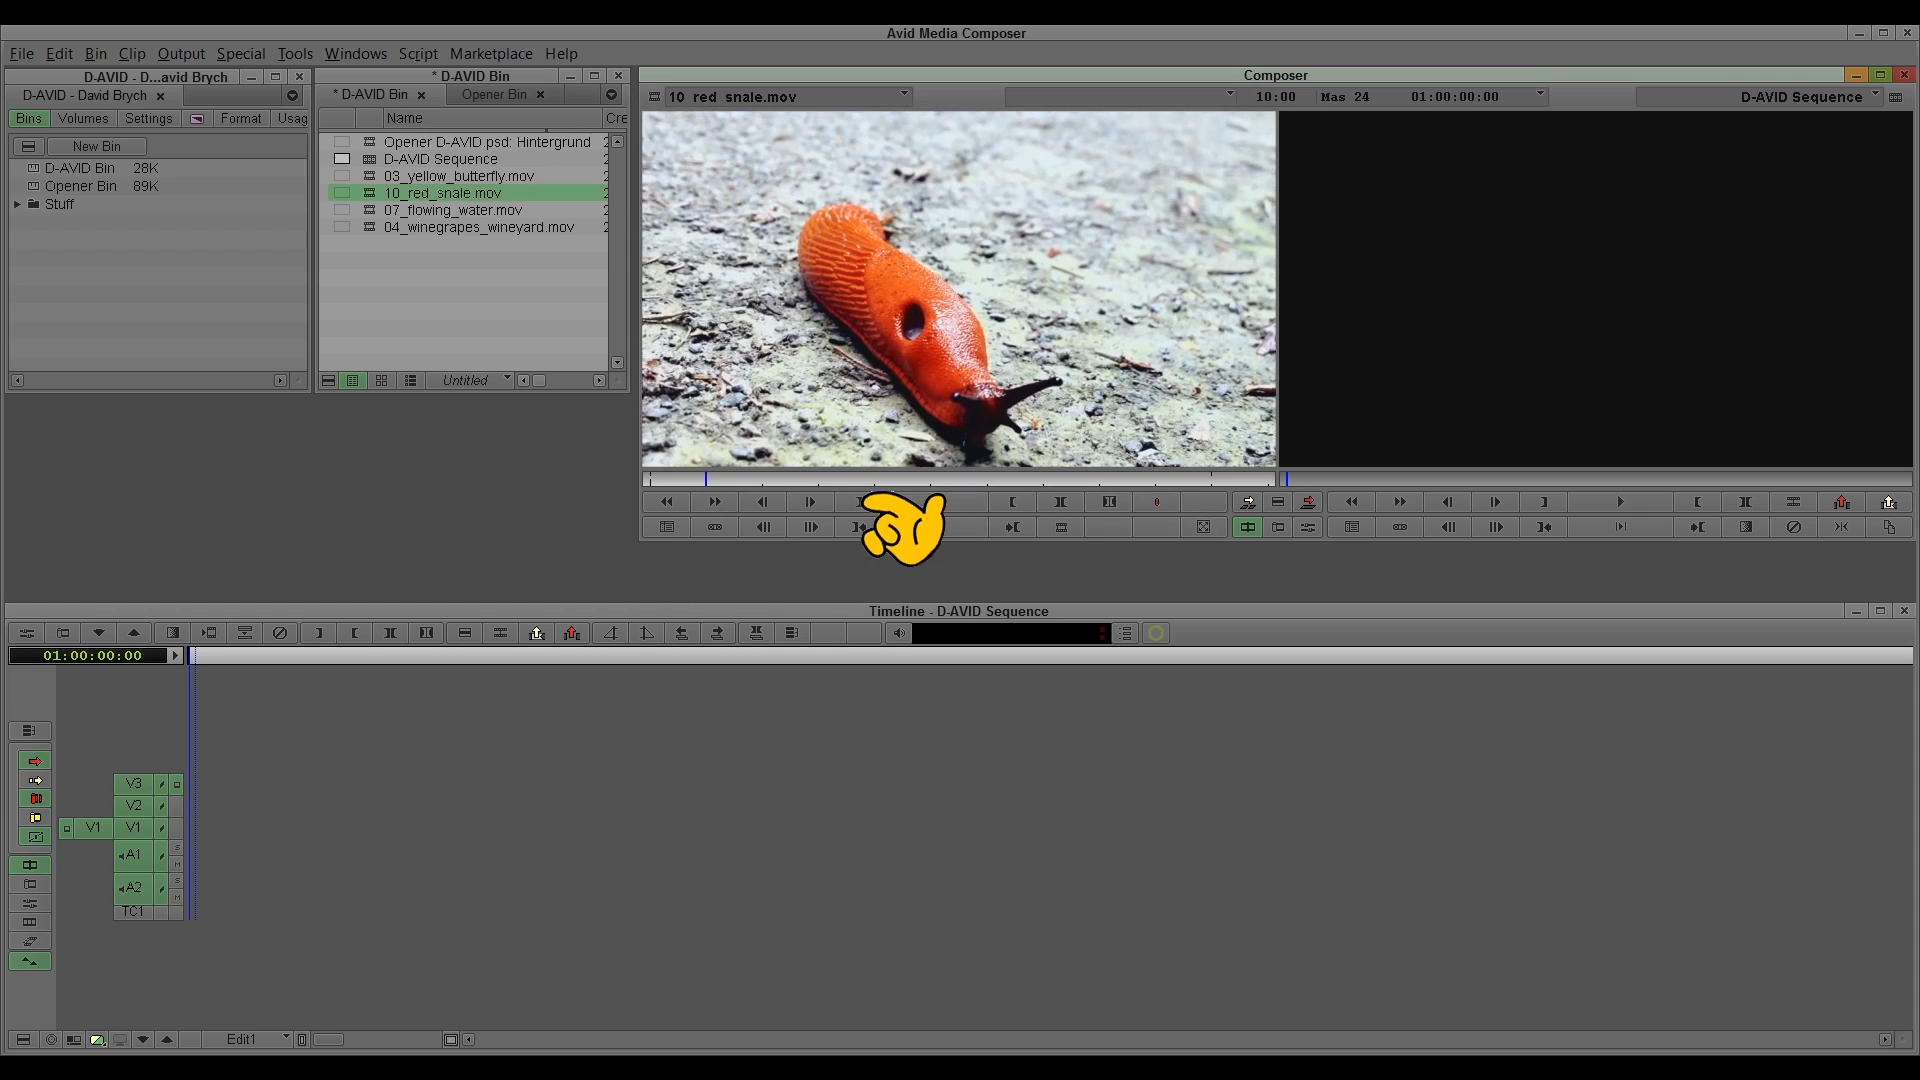 Avid Media Composer
File Edit Bin Clip Output Special Tools Windows Script Marketplace Help
D-AVID - D...avid Brych
* D-AVID Bin
Composer
D-AVID - David Brych
* D-AVID Bin
Opener Bin
10_red_snale.mov
10:00 Mas 24 01:00:00:00
D-AVID Sequence
Bins Volumes Settings Format Usag
Name
Cre
New Bin
Opener D-AVID.psd: Hintergrund 2
D-AVID Bin 28K
D-AVID Sequence 2
Opener Bin 89K
03_yellow_butterfly.mov 2
Stuff
10_red_snale.mov 2
07_flowing_water.mov 2
04_winegrapes_wineyard.mov 2
Untitled
Timeline - D-AVID Sequence
01:00:00:00
V3
V2
V1 V1
A1 S M
A2 S M
TC1
Edit1